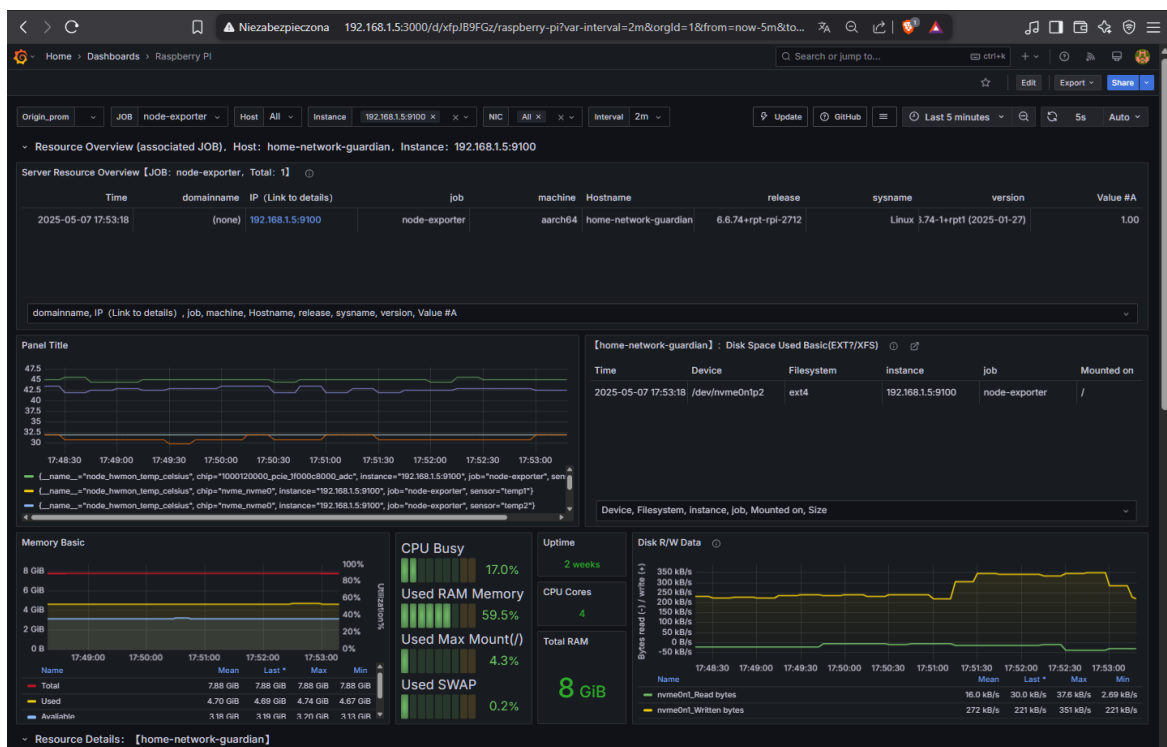 Niezabezpieczona 192.168.1.5:3000/d/xfpJB9FGz/raspberry-pi?var-interval=2m&orgId=1&from=now-5m&to...
Home › Dashboards › Raspberry PI
Search or jump to...
ctrl+k
Edit
Export
Share
Origin_prom
JOB node-exporter
Host All
Instance 192.168.1.5:9100 ×
NIC All ×
Interval 2m
Update
GitHub
Last 5 minutes
5s
Auto
Resource Overview (associated JOB), Host: home-network-guardian, Instance: 192.168.1.5:9100
Server Resource Overview【JOB: node-exporter, Total: 1】
Time domainname IP (Link to details) job machine Hostname release sysname version Value #A
2025-05-07 17:53:18 (none) 192.168.1.5:9100 node-exporter aarch64 home-network-guardian 6.6.74+rpt-rpi-2712 Linux .74-1+rpt1 (2025-01-27) 1.00
domainname, IP (Link to details) , job, machine, Hostname, release, sysname, version, Value #A
Panel Title
47.5
45
42.5
40
37.5
35
32.5
30
17:48:30 17:49:00 17:49:30 17:50:00 17:50:30 17:51:00 17:51:30 17:52:00 17:52:30 17:53:00
{__name__="node_hwmon_temp_celsius", chip="1000120000_pcie_1f000c8000_adc", instance="192.168.1.5:9100", job="node-exporter", sen
{__name__="node_hwmon_temp_celsius", chip="nvme_nvme0", instance="192.168.1.5:9100", job="node-exporter", sensor="temp1"}
{__name__="node_hwmon_temp_celsius", chip="nvme_nvme0", instance="192.168.1.5:9100", job="node-exporter", sensor="temp2"}
【home-network-guardian】: Disk Space Used Basic(EXT?/XFS)
Time Device Filesystem instance job Mounted on
2025-05-07 17:53:18 /dev/nvme0n1p2 ext4 192.168.1.5:9100 node-exporter /
Device, Filesystem, instance, job, Mounted on, Size
Memory Basic
8 GiB
6 GiB
4 GiB
2 GiB
0 B
100%
80%
60%
40%
20%
0%
Utilization%
17:49:00 17:50:00 17:51:00 17:52:00 17:53:00
Name Mean Last * Max Min
Total 7.88 GiB 7.88 GiB 7.88 GiB 7.88 GiB
Used 4.70 GiB 4.69 GiB 4.74 GiB 4.67 GiB
Available 3.18 GiB 3.19 GiB 3.20 GiB 3.13 GiB
CPU Busy
17.0%
Used RAM Memory
59.5%
Used Max Mount(/)
4.3%
Used SWAP
0.2%
Uptime
2 weeks
CPU Cores
4
Total RAM
8 GiB
Disk R/W Data
Bytes read (-) / write (+)
350 kB/s
300 kB/s
250 kB/s
200 kB/s
150 kB/s
100 kB/s
50 kB/s
0 B/s
-50 kB/s
17:48:30 17:49:00 17:49:30 17:50:00 17:50:30 17:51:00 17:51:30 17:52:00 17:52:30 17:53:00
Name Mean Last * Max Min
nvme0n1_Read bytes 16.0 kB/s 30.0 kB/s 37.6 kB/s 2.69 kB/s
nvme0n1_Written bytes 272 kB/s 221 kB/s 351 kB/s 221 kB/s
Resource Details: 【home-network-guardian】